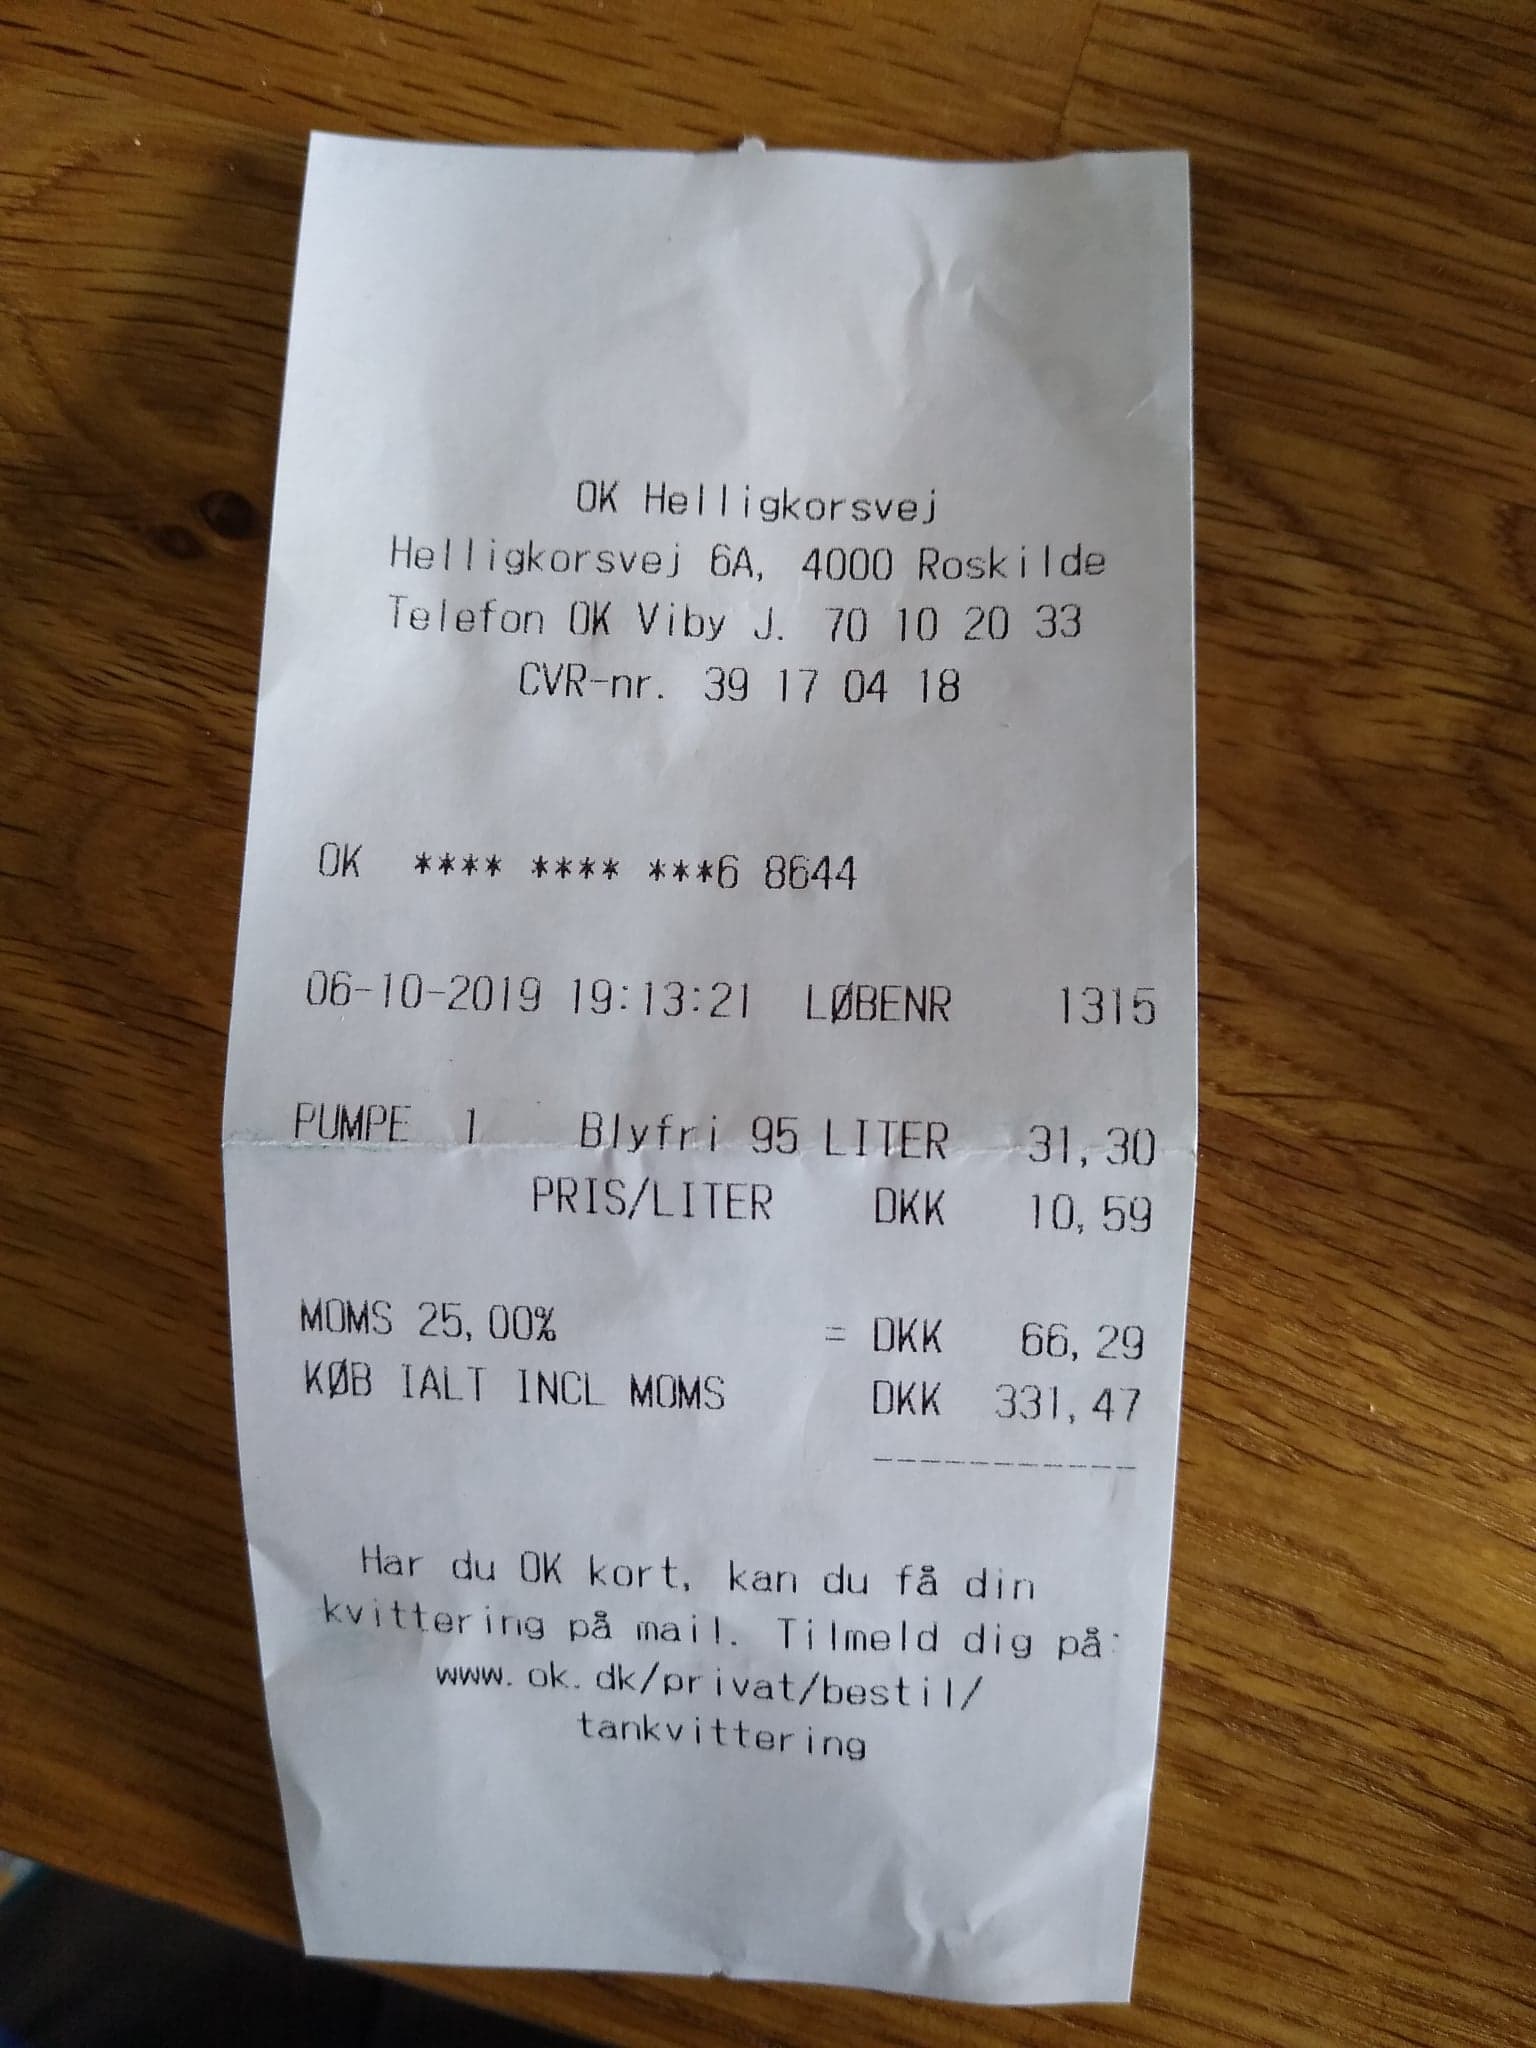 OK Helligkorsvej
Helligkorsvej 6A, 4000 Roskilde
Telefon OK Viby J. 70 10 20 33
CVR-nr. 39 17 04 18
OK **** **** ***6 8644
06-10-2019 19:13:21 LØBENR 1315
PUMPE 1 Blyfri 95 LITER 31,30
PRIS/LITER DKK 10,59
MOMS 25,00% = DKK 66,29
KØB IALT INCL MOMS DKK 331,47
-----------
Har du OK kort, kan du få din
kvittering på mail. Tilmeld dig på:
www.ok.dk/privat/bestil/
tankvittering